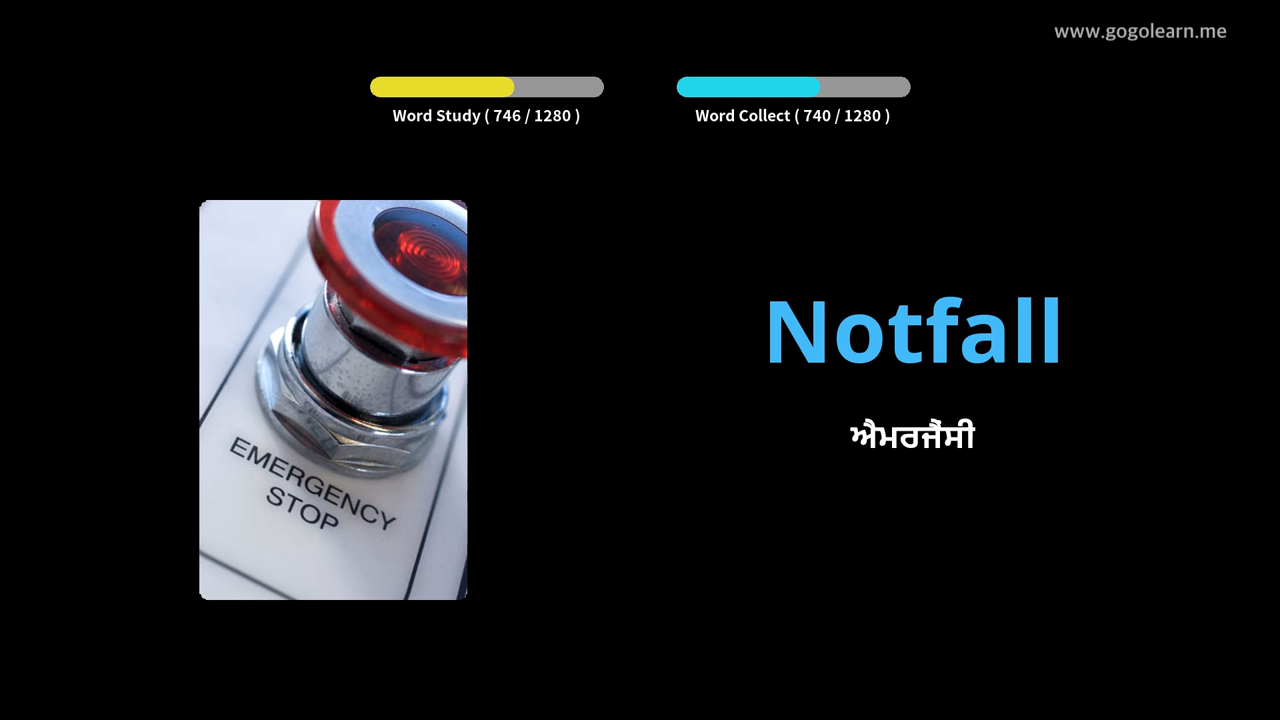 www.gogolearn.me
Word Study ( 746 / 1280 )
Word Collect ( 740 / 1280 )
EMERGENCY
STOP
Notfall
ਐਮਰਜੈਂਸੀ